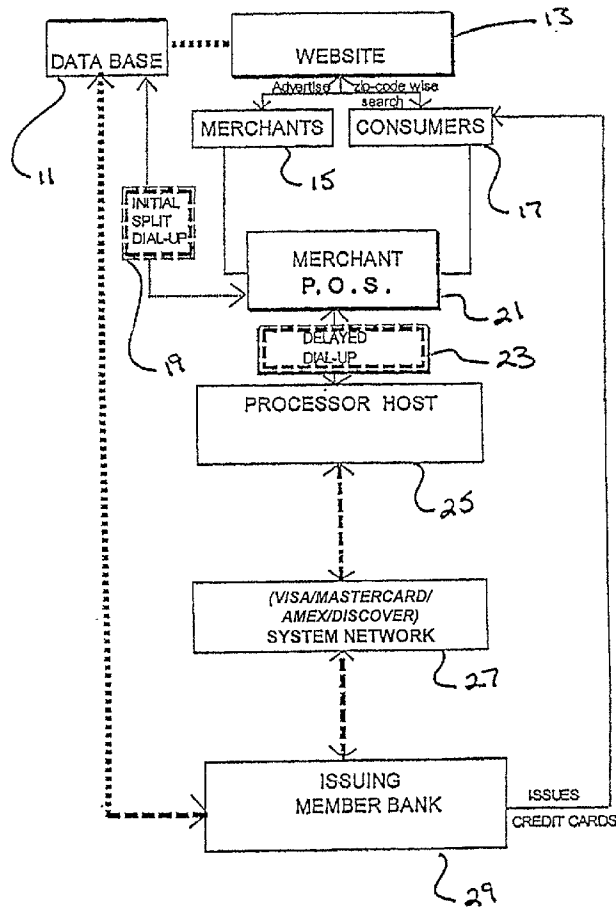 13
DATA BASE
WEBSITE
Advertise
zip-code wise
search
MERCHANTS
CONSUMERS
11
15
17
INITIAL
SPLIT
DIAL-UP
MERCHANT
P.O.S.
21
19
DELAYED
DIAL-UP
23
PROCESSOR HOST
25
(VISA/MASTERCARD/
AMEX/DISCOVER)
SYSTEM NETWORK
27
ISSUING
MEMBER BANK
ISSUES
CREDIT CARDS
29